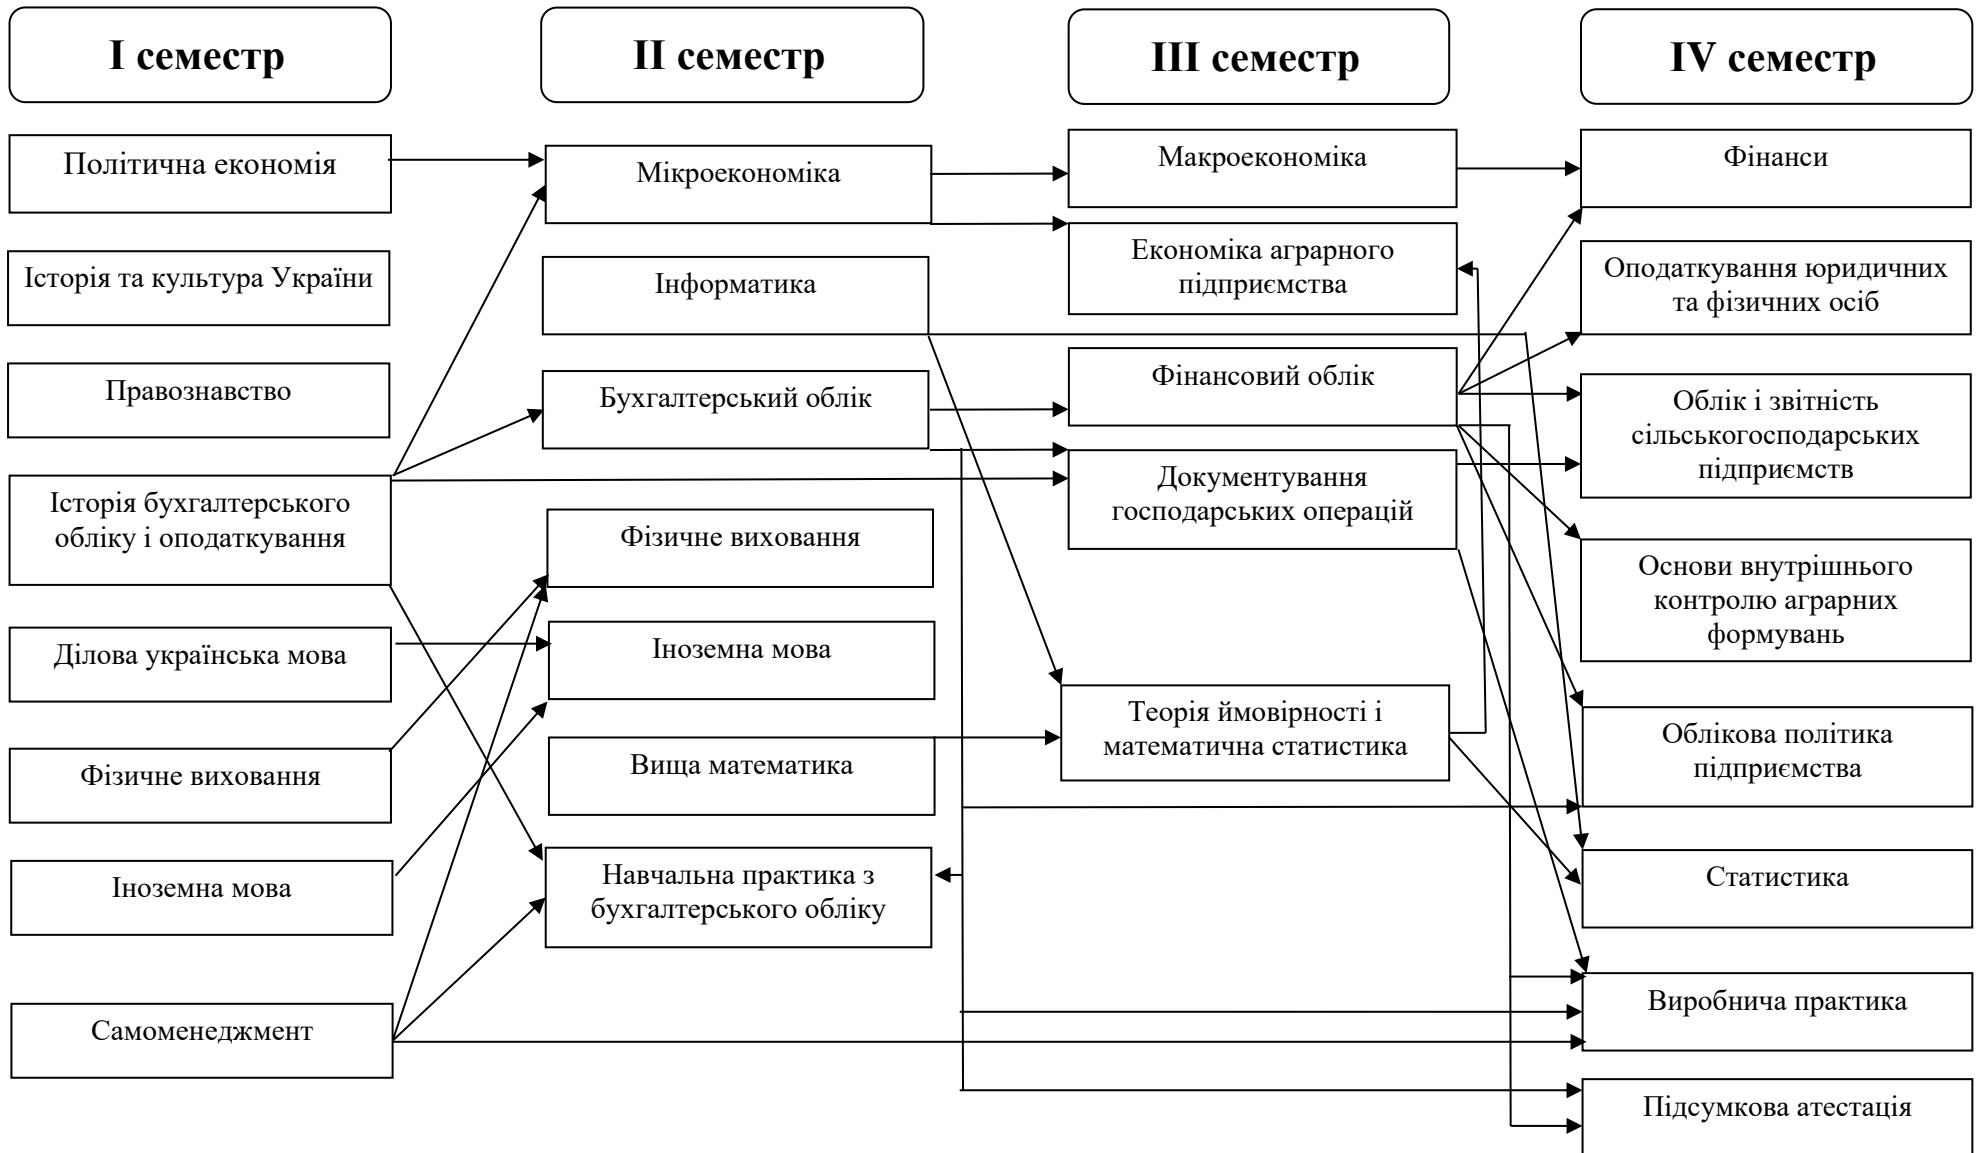 І семестр
Політична економія
Історія та культура України
Правознавство
Історія бухгалтерського
обліку і оподаткування
Ділова українська мова
Фізичне виховання
Іноземна мова
Самоменеджмент
ІІ семестр
Мікроекономіка
Інформатика
Бухгалтерський облік
Фізичне виховання
Іноземна мова
Вища математика
Навчальна практика з
бухгалтерського обліку
ІІІ семестр
Макроекономіка
Економіка аграрного
підприємства
Фінансовий облік
Документування
господарських операцій
Теорія ймовірності і
математична статистика
IV семестр
Фінанси
Оподаткування юридичних
та фізичних осіб
Облік і звітність
сільськогосподарських
підприємств
Основи внутрішнього
контролю аграрних
формувань
Облікова політика
підприємства
Статистика
Виробнича практика
Підсумкова атестація